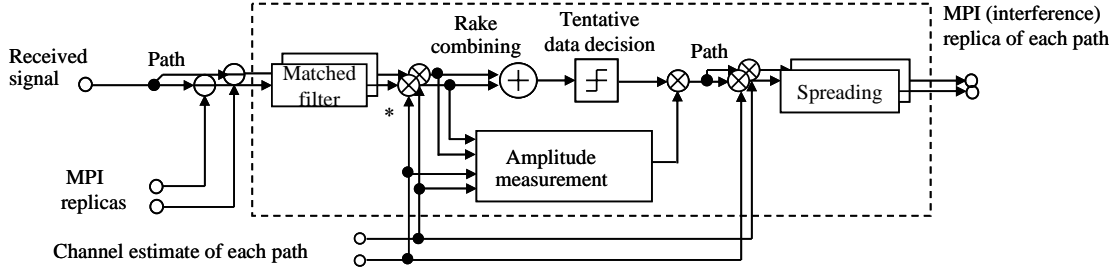 Received
signal
Path
MPI
replicas
Matched
filter
*
Rake
combining
Tentative
data decision
Amplitude
measurement
Path
Spreading
MPI (interference)
replica of each path
Channel estimate of each path